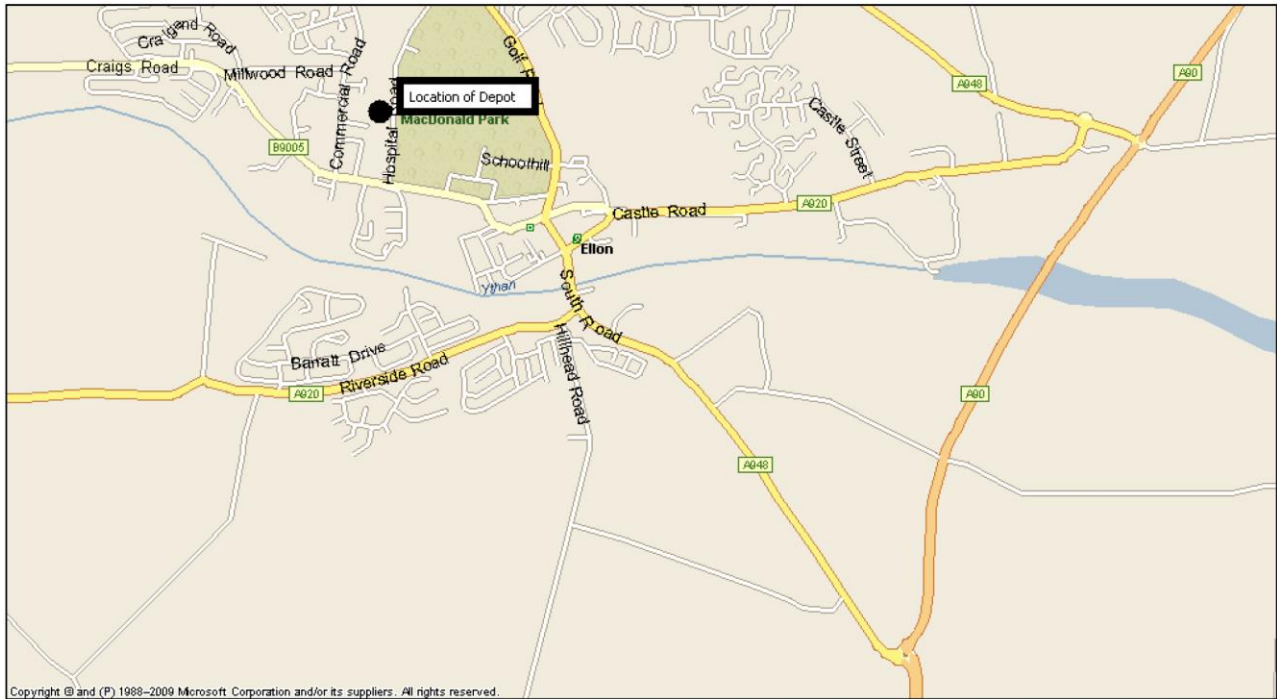 Craigand Road
Golf R
A948
A90
Craigs Road
Millwood Road
Commercial Road
Hospital Road
Location of Depot
MacDonald Park
Castle Street
B9005
Schoolhill
Castle Road
A920
Ellon
Ythan
South Road
Barratt Drive
Riverside Road
Hillhead Road
A920
A90
A948
Copyright © and (P) 1988–2009 Microsoft Corporation and/or its suppliers. All rights reserved.